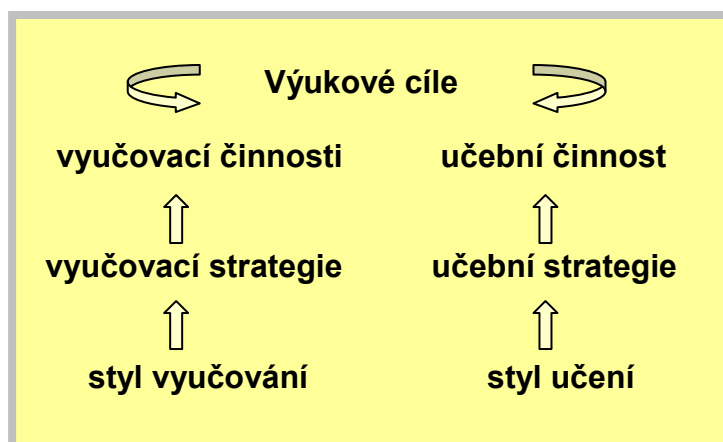 Výukové cíle
vyučovací činnosti učební činnost
vyučovací strategie učební strategie
styl vyučování styl učení